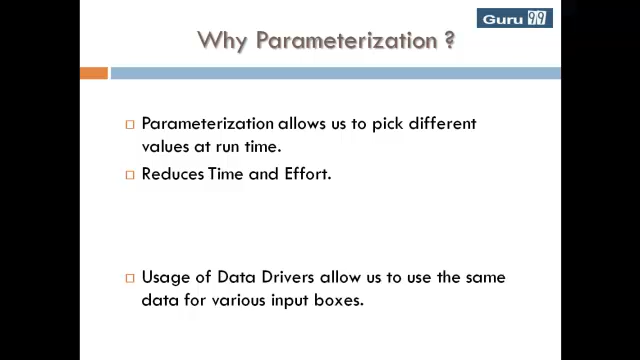 Guru 99
Why Parameterization ?
Parameterization allows us to pick different
values at run time.
Reduces Time and Effort.
Usage of Data Drivers allow us to use the same
data for various input boxes.